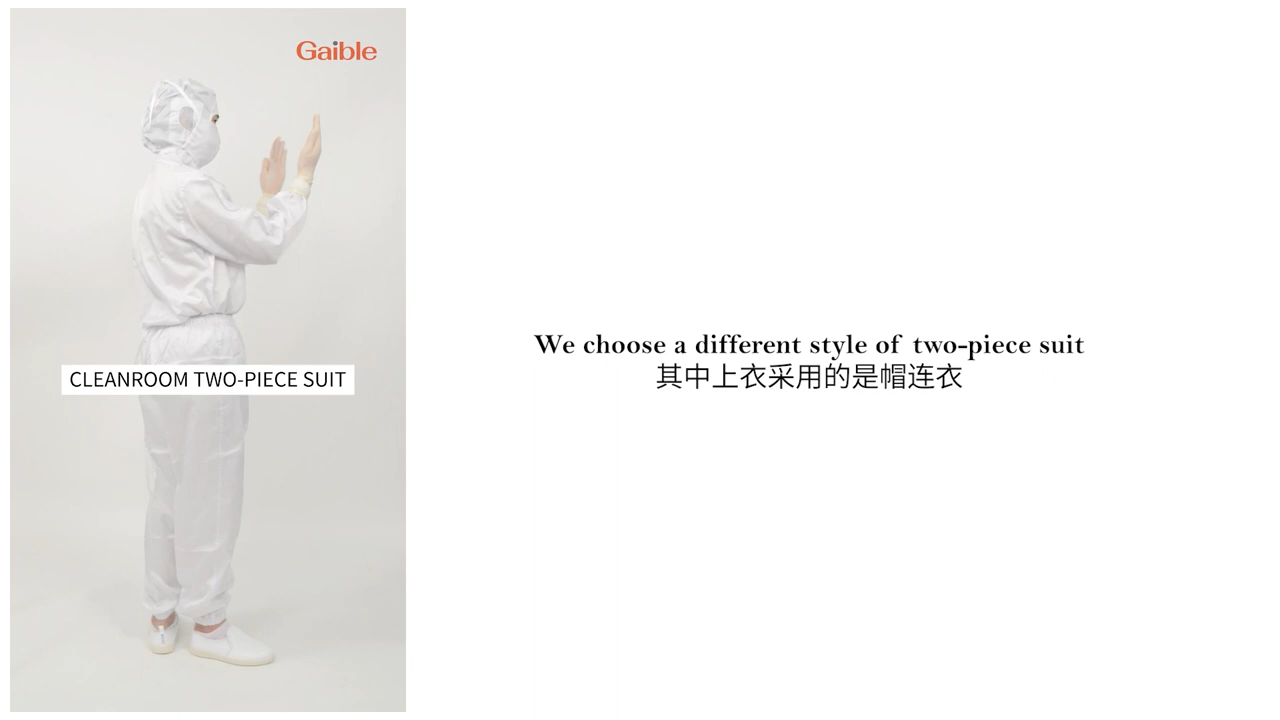 Gaible
CLEANROOM TWO-PIECE SUIT
We choose a different style of two-piece suit
其中上衣采用的是帽连衣